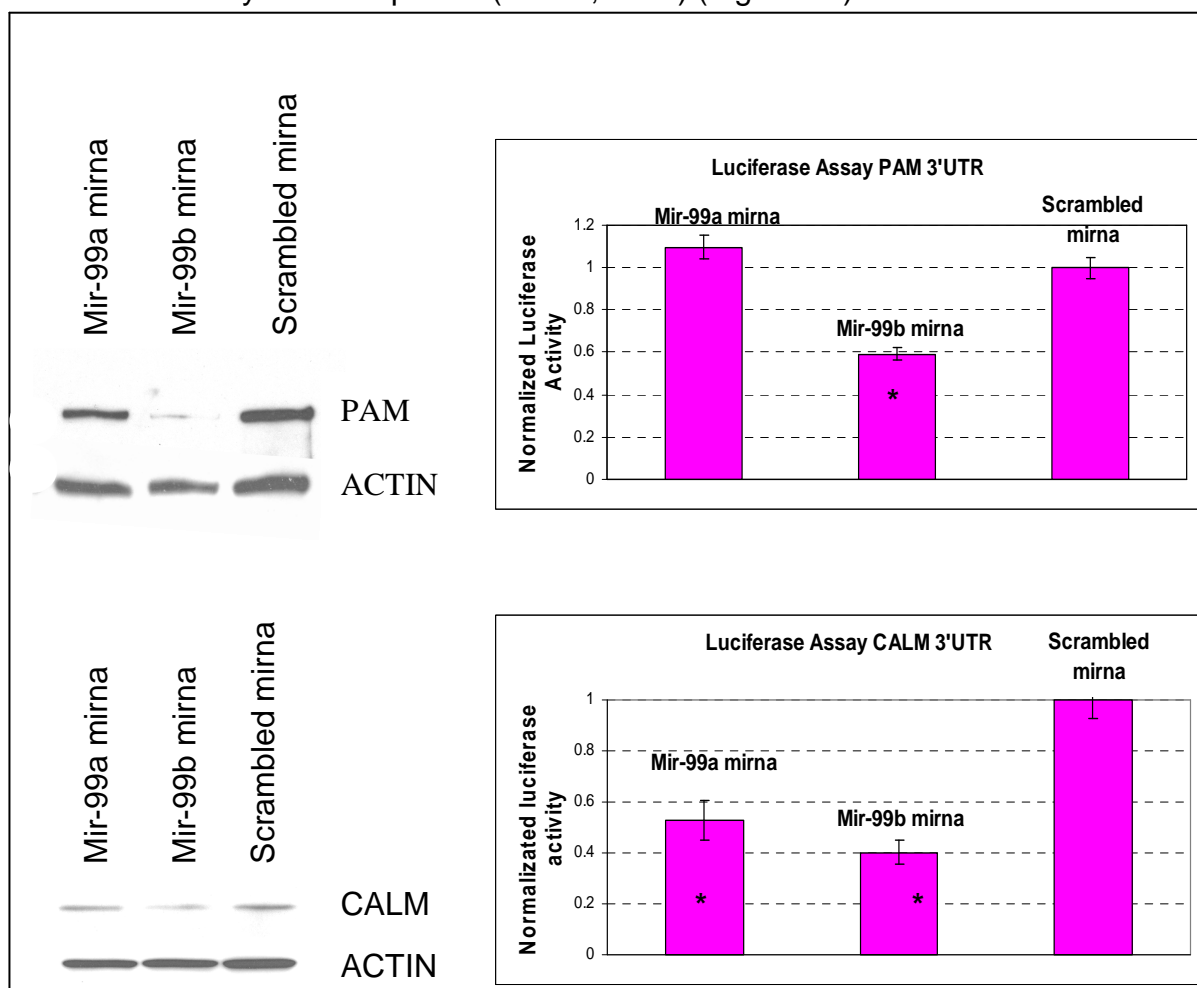 Mir-99a mirna
Mir-99b mirna
Scrambled mirna
PAM
ACTIN
Luciferase Assay PAM 3'UTR
Normalized Luciferase
Activity
1.2
1
0.8
0.6
0.4
0.2
0
Mir-99a mirna
Mir-99b mirna
*
Scrambled
mirna
Mir-99a mirna
Mir-99b mirna
Scrambled mirna
CALM
ACTIN
Luciferase Assay CALM 3'UTR
Normalizated luciferase
activity
1
0.8
0.6
0.4
0.2
0
Mir-99a mirna
*
Mir-99b mirna
*
Scrambled
mirna